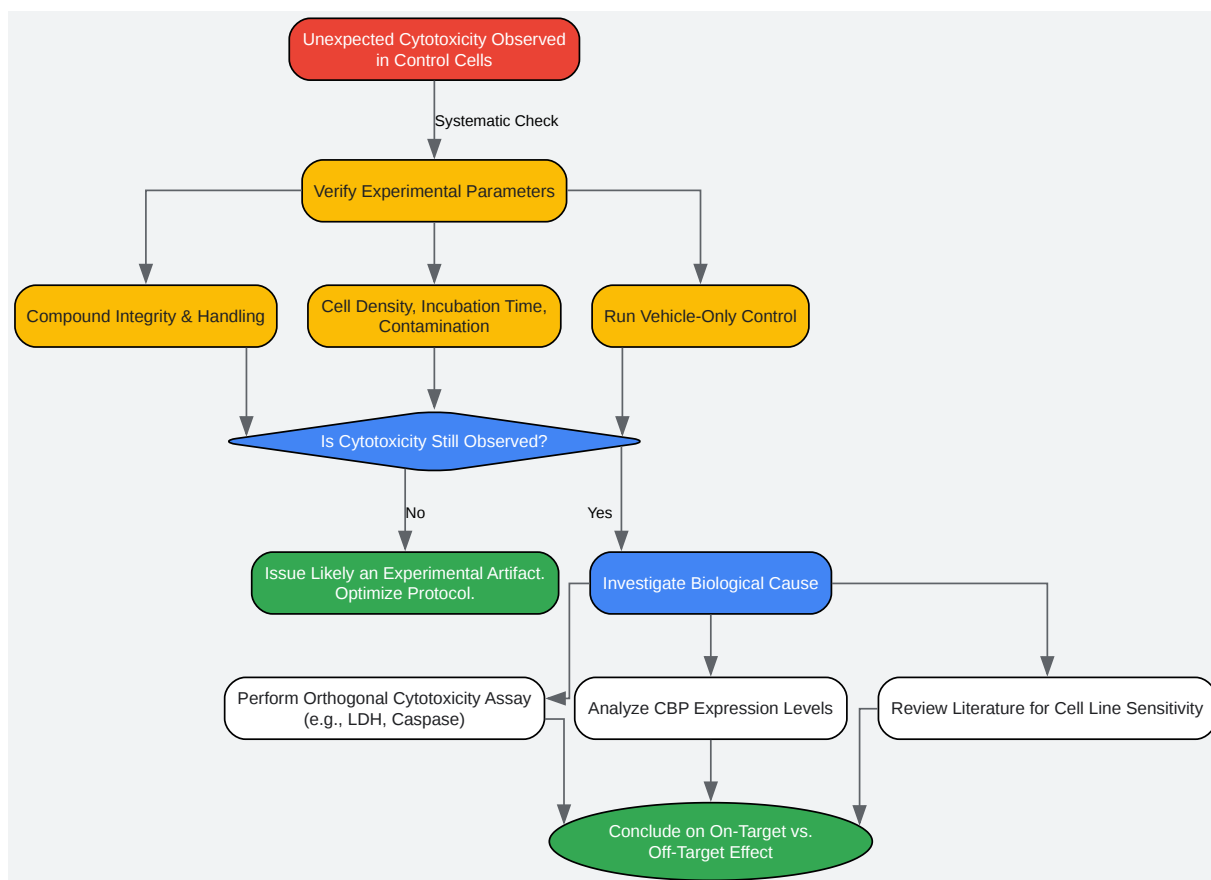 Unexpected Cytotoxicity Observed
in Control Cells
Systematic Check
Verify Experimental Parameters
Compound Integrity & Handling
Cell Density, Incubation Time,
Contamination
Run Vehicle-Only Control
Is Cytotoxicity Still Observed?
No
Yes
Issue Likely an Experimental Artifact.
Optimize Protocol.
Investigate Biological Cause
Perform Orthogonal Cytotoxicity Assay
(e.g., LDH, Caspase)
Analyze CBP Expression Levels
Review Literature for Cell Line Sensitivity
Conclude on On-Target vs.
Off-Target Effect